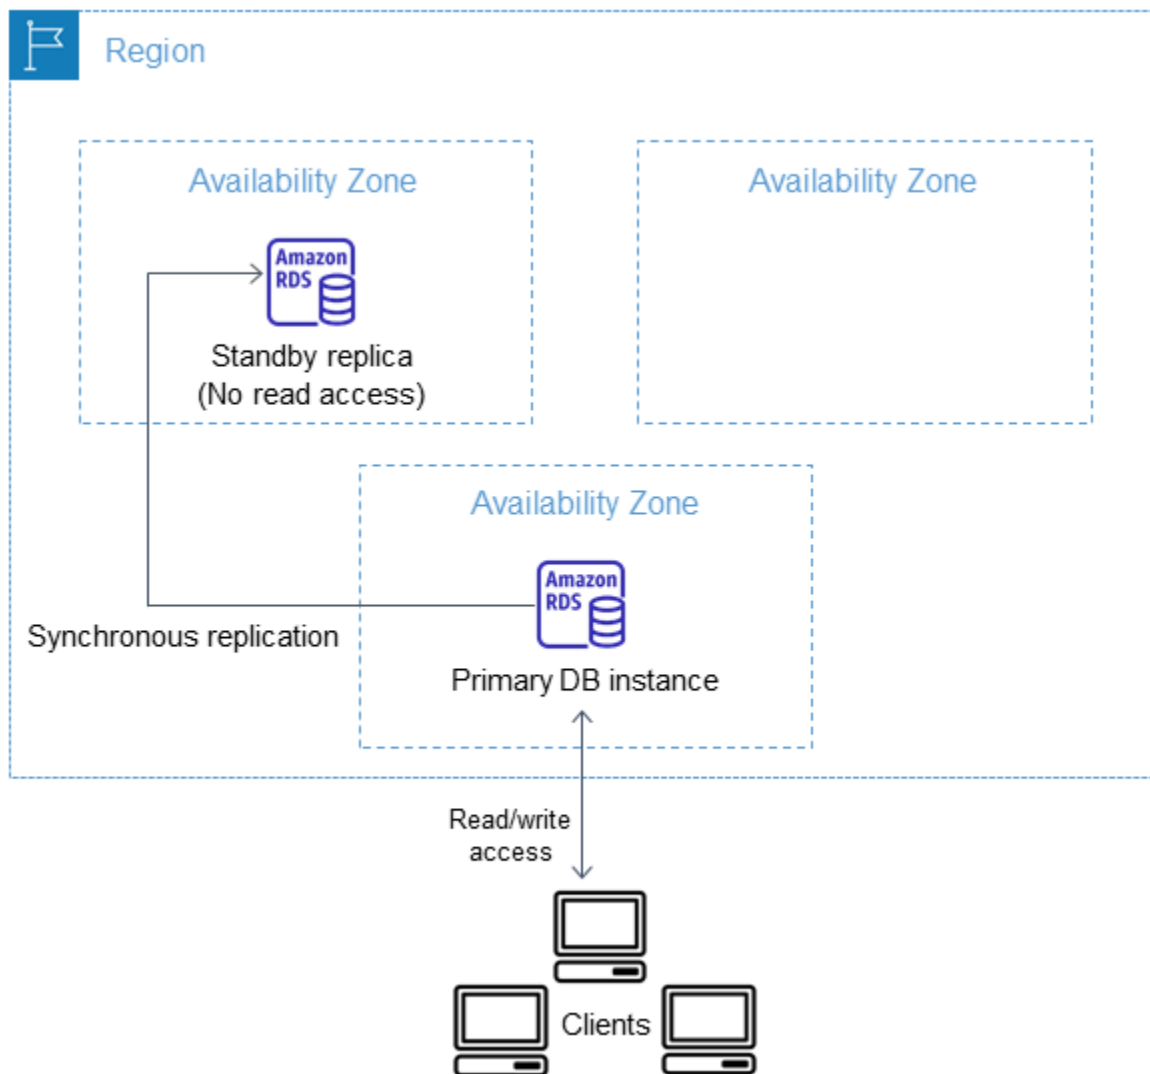 Region
Availability Zone
Availability Zone
Amazon
RDS
Standby replica
(No read access)
Availability Zone
Amazon
RDS
Synchronous replication
Primary DB instance
Read/write
access
Clients